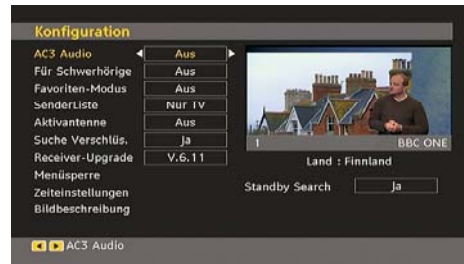 Konfiguration
AC3 Audio Aus
Für Schwerhörige Aus
Favoriten-Modus Aus
SenderListe Nur TV
Aktivantenne Aus
Suche Verschlüs. Ja
Receiver-Upgrade V.6.11
Menüsperre
Zeiteinstellungen
Bildbeschreibung
1 BBC ONE
Land : Finnland
Standby Search Ja
AC3 Audio